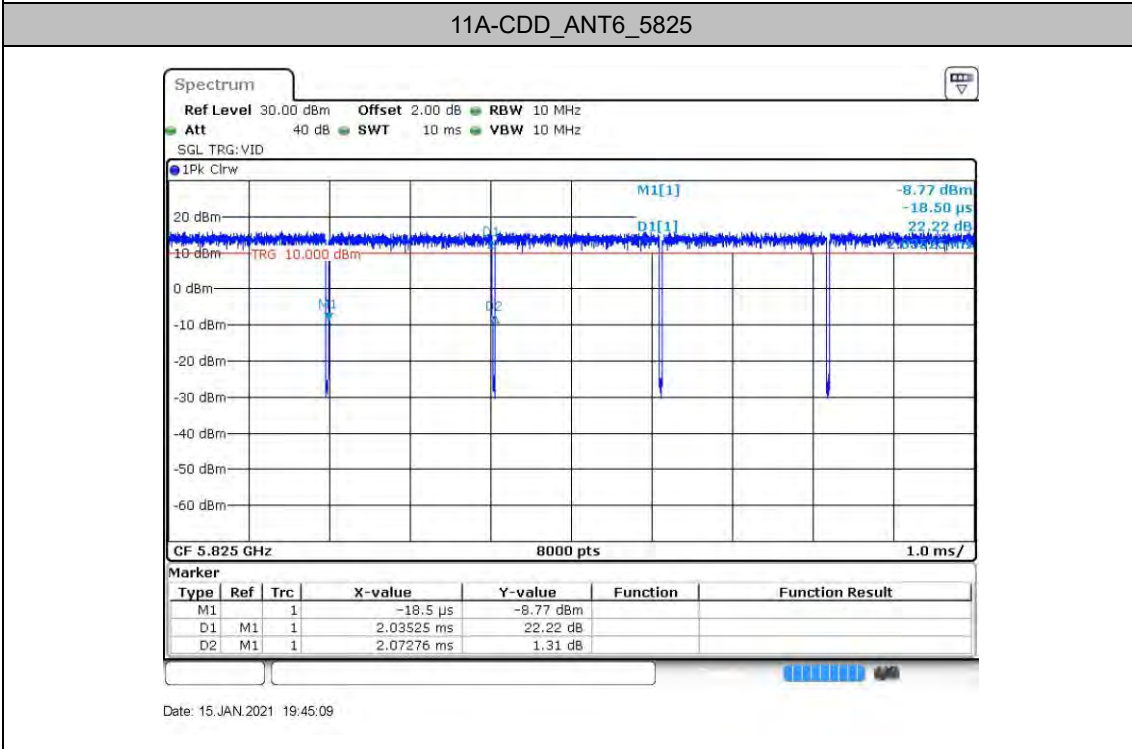 11A-CDD_ANT6_5825
Spectrum
Ref Level 30.00 dBm Offset 2.00 dB RBW 10 MHz
Att 40 dB SWT 10 ms VBW 10 MHz
SGL TRG:VID
1Pk Clrw
M1[1] -8.77 dBm
-18.50 µs
20 dBm
D1[1] 22.22 dB
D1
10 dBm TRG 10.000 dBm
0 dBm
M1 D2
-10 dBm
-20 dBm
-30 dBm
-40 dBm
-50 dBm
-60 dBm
CF 5.825 GHz 8000 pts 1.0 ms/
Marker
Type Ref Trc X-value Y-value Function Function Result
M1 1 -18.5 µs -8.77 dBm
D1 M1 1 2.03525 ms 22.22 dB
D2 M1 1 2.07276 ms 1.31 dB
Date: 15.JAN.2021 19:45:09